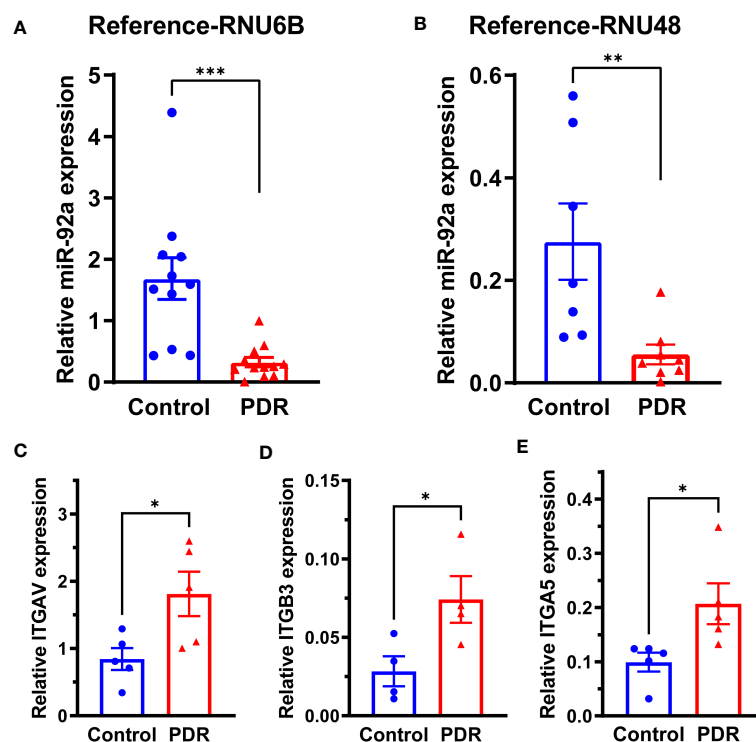 A
Reference-RNU6B
Relative miR-92a expression
5
4
3
2
1
0
***
Control
PDR
B
Reference-RNU48
Relative miR-92a expression
0.6
0.4
0.2
0.0
**
Control
PDR
C
Relative ITGAV expression
3
2
1
0
*
Control
PDR
D
Relative ITGB3 expression
0.15
0.10
0.05
0.00
*
Control
PDR
E
Relative ITGA5 expression
0.4
0.3
0.2
0.1
0.0
*
Control
PDR